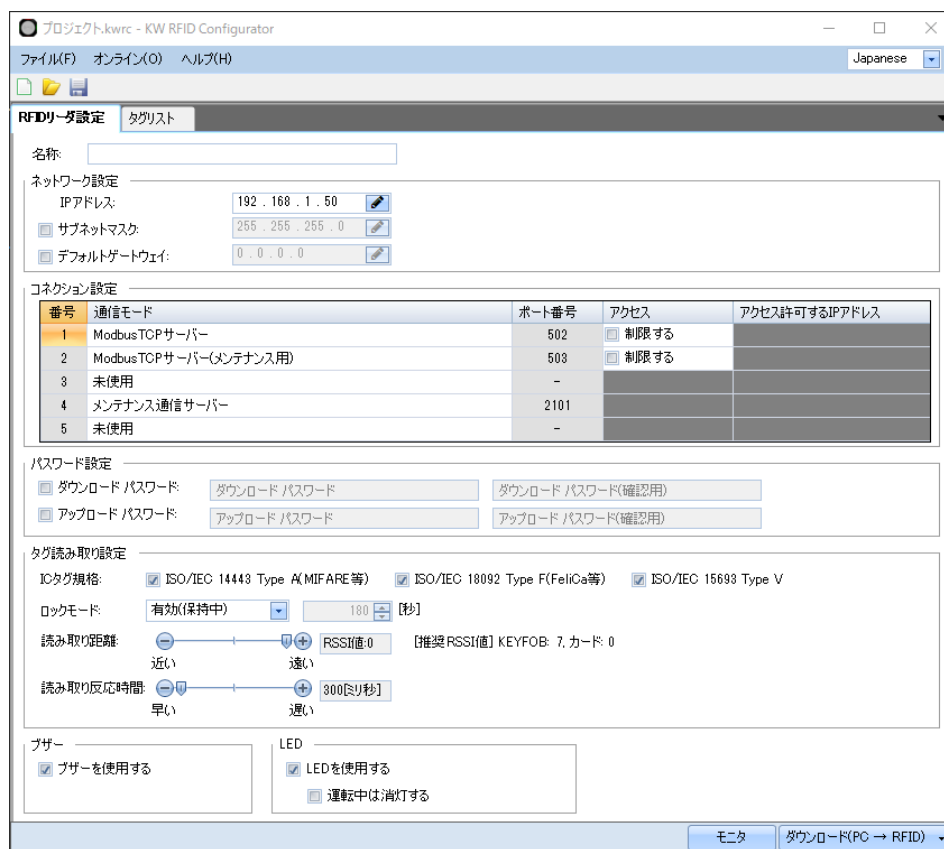 プロジェクト.kwrc - KW RFID Configurator
ファイル(F) オンライン(O) ヘルプ(H) Japanese
RFIDリーダ設定 タグリスト
名称:
ネットワーク設定
IPアドレス: 192 . 168 . 1 . 50
サブネットマスク: 255 . 255 . 255 . 0
デフォルトゲートウェイ: 0 . 0 . 0 . 0
コネクション設定
番号 通信モード ポート番号 アクセス アクセス許可するIPアドレス
1 ModbusTCPサーバー 502 制限する
2 ModbusTCPサーバー(メンテナンス用) 503 制限する
3 未使用 -
4 メンテナンス通信サーバー 2101
5 未使用 -
パスワード設定
ダウンロード パスワード: ダウンロード パスワード ダウンロード パスワード(確認用)
アップロード パスワード: アップロード パスワード アップロード パスワード(確認用)
タグ読み取り設定
ICタグ規格: ISO/IEC 14443 Type A(MIFARE等) ISO/IEC 18092 Type F(FeliCa等) ISO/IEC 15693 Type V
ロックモード: 有効(保持中) 180 [秒]
読み取り距離: RSSI値:0 [推奨RSSI値] KEYFOB: 7, カード: 0
近い 遠い
読み取り反応時間: 300[ミリ秒]
早い 遅い
ブザー LED
ブザーを使用する LEDを使用する
運転中は消灯する
モニタ ダウンロード(PC → RFID)